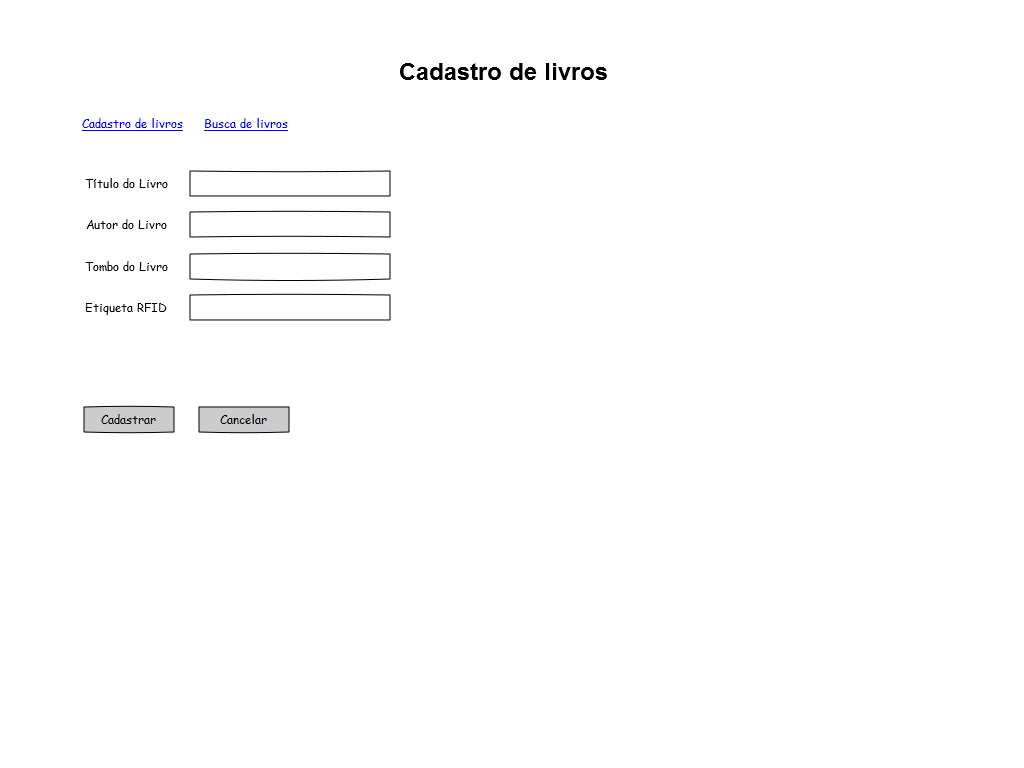 Cadastro de livros
Cadastro de livros Busca de livros
Título do Livro
Autor do Livro
Tombo do Livro
Etiqueta RFID
Cadastrar Cancelar